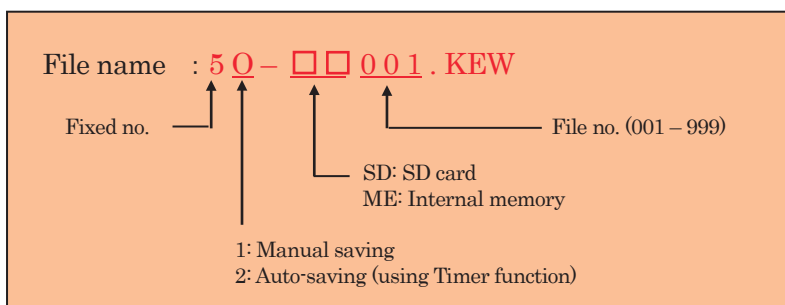 File name : 5 O – □□ 0 0 1 . KEW
Fixed no.
File no. (001 – 999)
SD: SD card
ME: Internal memory
1: Manual saving
2: Auto-saving (using Timer function)